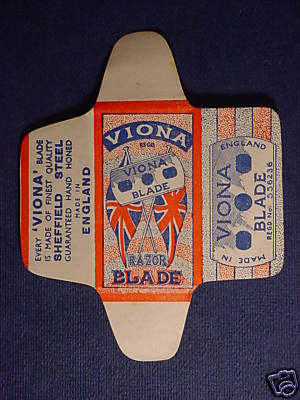 EVERY 'VIONA' BLADE
IS MADE OF FINEST QUALITY
SHEFFIELD STEEL
GUARANTEED HAND HONED
MADE IN
ENGLAND
VIONA
REGD
VIONA
BLADE
RAZOR
BLADE
ENGLAND
VIONA
BLADE
REGD No. 556236
MADE IN